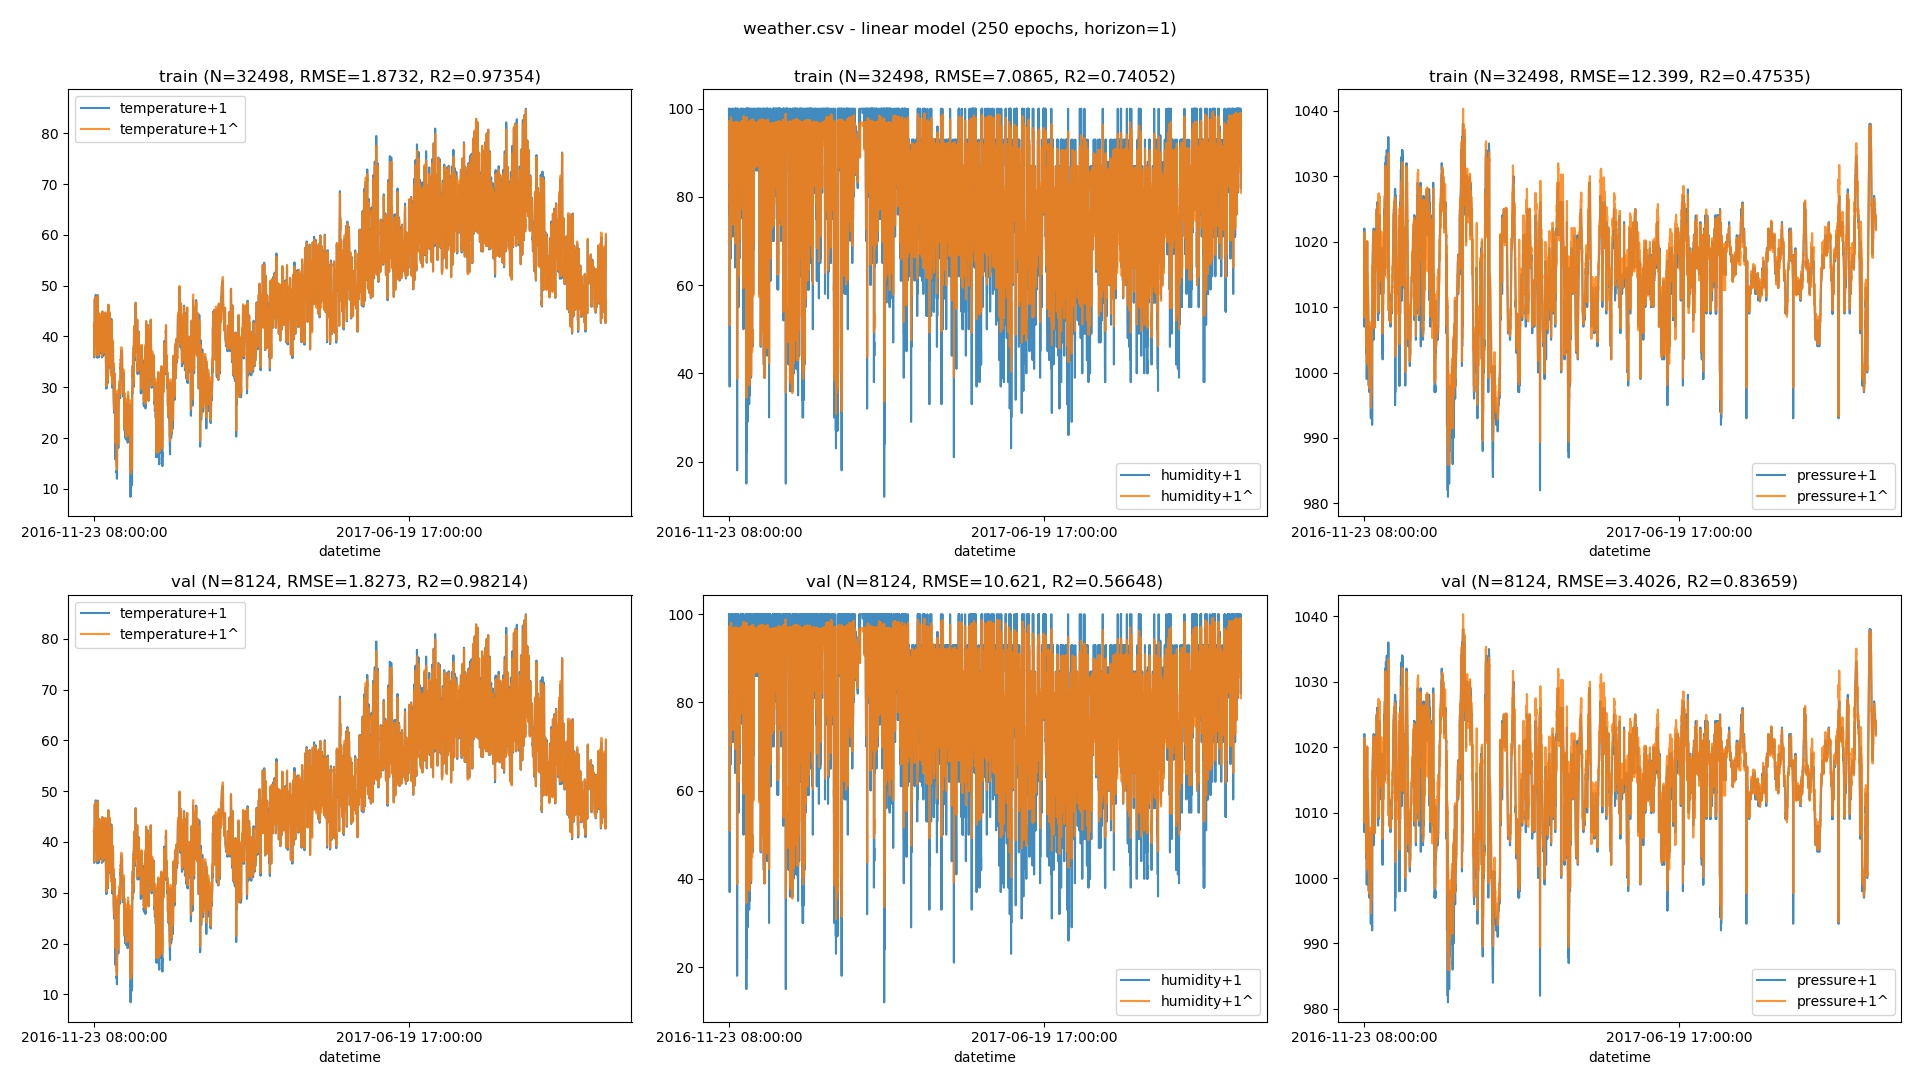 weather.csv - linear model (250 epochs, horizon=1)
train (N=32498, RMSE=1.8732, R2=0.97354)
temperature+1
temperature+1^
80
70
60
50
40
30
20
10
2016-11-23 08:00:00
2017-06-19 17:00:00
datetime
train (N=32498, RMSE=7.0865, R2=0.74052)
100
80
60
40
20
humidity+1
humidity+1^
2016-11-23 08:00:00
2017-06-19 17:00:00
datetime
train (N=32498, RMSE=12.399, R2=0.47535)
1040
1030
1020
1010
1000
990
980
pressure+1
pressure+1^
2016-11-23 08:00:00
2017-06-19 17:00:00
datetime
val (N=8124, RMSE=1.8273, R2=0.98214)
temperature+1
temperature+1^
80
70
60
50
40
30
20
10
2016-11-23 08:00:00
2017-06-19 17:00:00
datetime
val (N=8124, RMSE=10.621, R2=0.56648)
100
80
60
40
20
humidity+1
humidity+1^
2016-11-23 08:00:00
2017-06-19 17:00:00
datetime
val (N=8124, RMSE=3.4026, R2=0.83659)
1040
1030
1020
1010
1000
990
980
pressure+1
pressure+1^
2016-11-23 08:00:00
2017-06-19 17:00:00
datetime